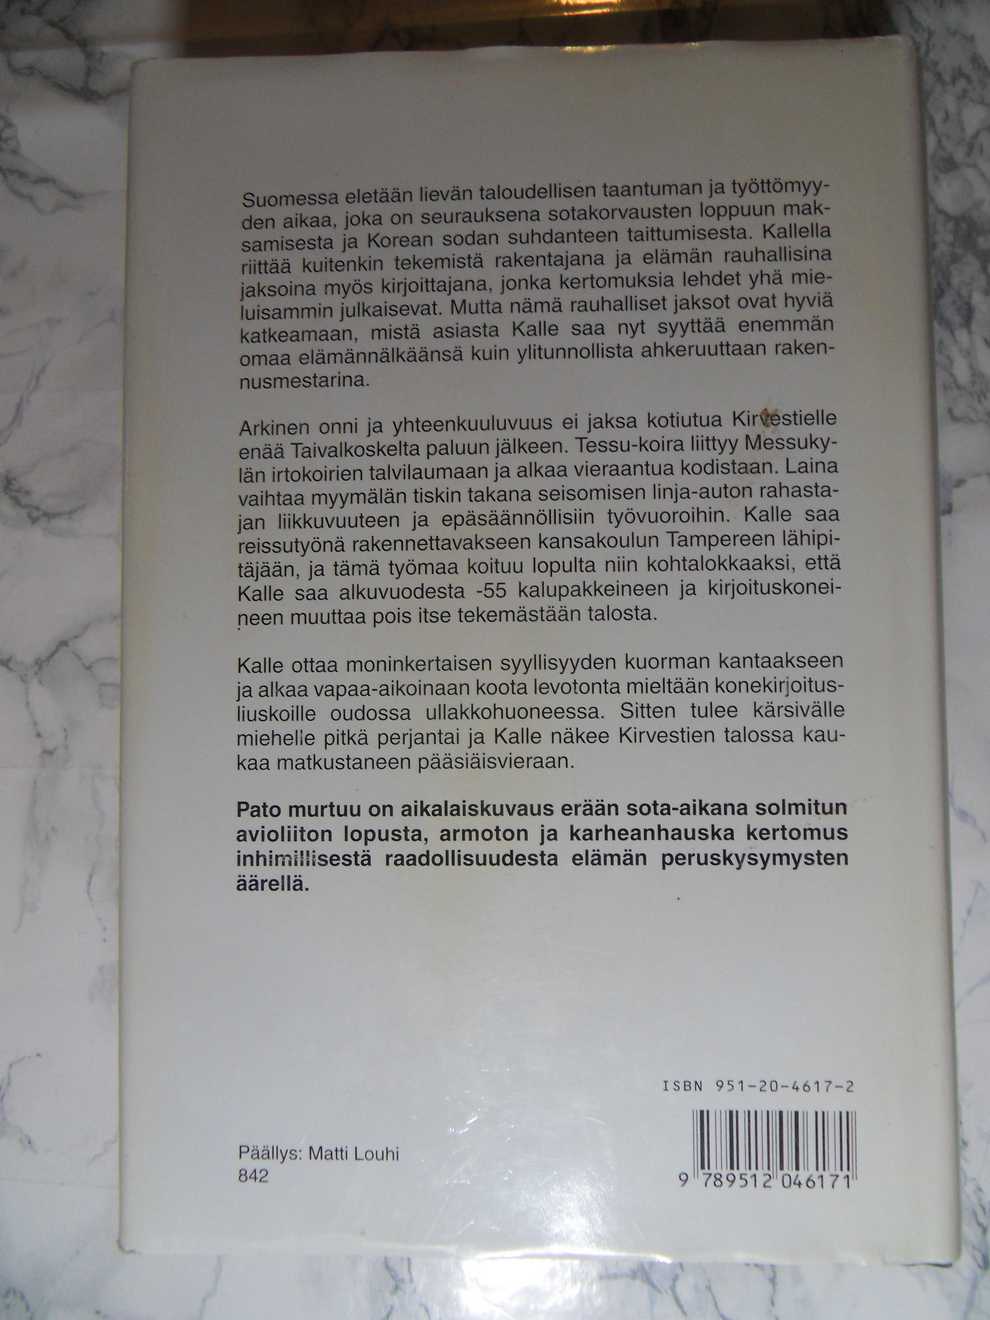 Suomessa eletään lievän taloudellisen taantuman ja työttömyy-
den aikaa, joka on seurauksena sotakorvausten loppuun mak-
samisesta ja Korean sodan suhdanteen taittumisesta. Kallella
riittää kuitenkin tekemistä rakentajana ja elämän rauhallisina
jaksoina myös kirjoittajana, jonka kertomuksia lehdet yhä mie-
luisammin julkaisevat. Mutta nämä rauhalliset jaksot ovat hyviä
katkeamaan, mistä asiasta Kalle saa nyt syyttää enemmän
omaa elämännälkäänsä kuin ylitunnollista ahkeruuttaan raken-
nusmestarina.
Arkinen onni ja yhteenkuuluvuus ei jaksa kotiutua Kirvestielle
enää Taivalkoskelta paluun jälkeen. Tessu-koira liittyy Messuky-
län irtokoirien talvilaumaan ja alkaa vieraantua kodistaan. Laina
vaihtaa myymälän tiskin takana seisomisen linja-auton rahasta-
jan liikkuvuuteen ja epäsäännöllisiin työvuoroihin. Kalle saa
reissutyönä rakennettavakseen kansakoulun Tampereen lähipi-
täjään, ja tämä työmaa koituu lopulta niin kohtalokkaaksi, että
Kalle saa alkuvuodesta -55 kalupakkeineen ja kirjoituskonei-
neen muuttaa pois itse tekemästään talosta.
Kalle ottaa moninkertaisen syyllisyyden kuorman kantaakseen
ja alkaa vapaa-aikoinaan koota levotonta mieltään konekirjoitus-
liuskoille oudossa ullakkohuoneessa. Sitten tulee kärsivälle
miehelle pitkä perjantai ja Kalle näkee Kirvestien talossa kau-
kaa matkustaneen pääsiäisvieraan.
Pato murtuu on aikalaiskuvaus erään sota-aikana solmitun
avioliiton lopusta, armoton ja karheanhauska kertomus
inhimillisestä raadollisuudesta elämän peruskysymysten
äärellä.
ISBN 951-20-4617-2
Päällys: Matti Louhi
842
9 789512 046171